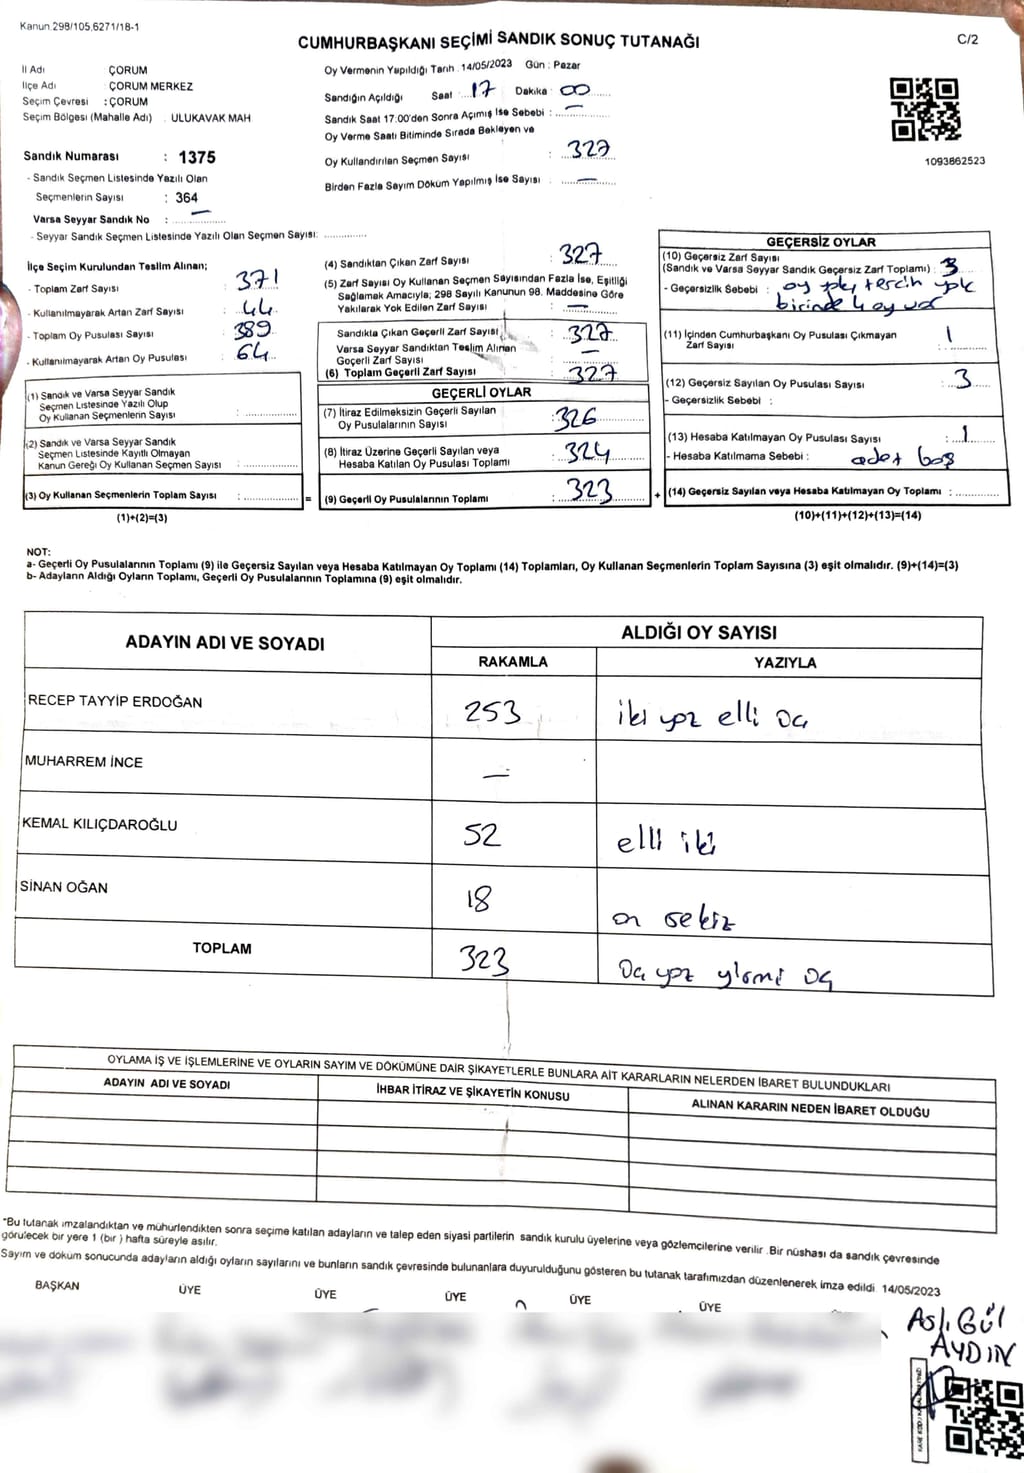 Kanun 298/105,6271/18-1
CUMHURBAŞKANI SEÇİMİ SANDIK SONUÇ TUTANAĞI
C/2
İl Adı ÇORUM
İlçe Adı ÇORUM MERKEZ
Seçim Çevresi : ÇORUM
Seçim Bölgesi (Mahalle Adı) . ULUKAVAK MAH
Sandık Numarası : 1375
- Sandık Seçmen Listesinde Yazılı Olan
Seçmenlerin Sayısı : 364
Varsa Seyyar Sandık No : —
- Seyyar Sandık Seçmen Listesinde Yazılı Olan Seçmen Sayısı:
Oy Vermenin Yapıldığı Tarih . 14/05/2023 Gün : Pazar
Sandığın Açıldığı Saat : 17 Dakika : 00
Sandık Saat 17:00'den Sonra Açımış İse Sebebi : —
Oy Verme Saati Bitiminde Sırada Bekleyen ve
Oy Kullandırılan Seçmen Sayısı : 327
Birden Fazla Sayım Döküm Yapılmış İse Sayısı : —
1093862523
İlçe Seçim Kurulundan Teslim Alınan;
- Toplam Zarf Sayısı : 371
- Kullanılmayarak Artan Zarf Sayısı : 44
- Toplam Oy Pusulası Sayısı : 389
- Kullanılmayarak Artan Oy Pusulası : 64
(1) Sandık ve Varsa Seyyar Sandık
Seçmen Listesinde Yazılı Olup
Oy Kullanan Seçmenlerin Sayısı :
(2) Sandık ve Varsa Seyyar Sandık
Seçmen Listesinde Kayıtlı Olmayan
Kanun Gereği Oy Kullanan Seçmen Sayısı :
(3) Oy Kullanan Seçmenlerin Toplam Sayısı : =
(1)+(2)=(3)
(4) Sandıktan Çıkan Zarf Sayısı : 327
(5) Zarf Sayısı Oy Kullanan Seçmen Sayısından Fazla İse, Eşitliği
Sağlamak Amacıyla; 298 Sayılı Kanunun 98. Maddesine Göre
Yakılarak Yok Edilen Zarf Sayısı : —
Sandıkta Çıkan Geçerli Zarf Sayısı : 327
Varsa Seyyar Sandıktan Teslim Alınan
Geçerli Zarf Sayısı : —
(6) Toplam Geçerli Zarf Sayısı : 327
GEÇERLİ OYLAR
(7) İtiraz Edilmeksizin Geçerli Sayılan
Oy Pusulalarının Sayısı : 326
(8) İtiraz Üzerine Geçerli Sayılan veya
Hesaba Katılan Oy Pusulası Toplamı : 324
(9) Geçerli Oy Pusulalarının Toplamı : 323 +
GEÇERSİZ OYLAR
(10) Geçersiz Zarf Sayısı
(Sandık ve Varsa Seyyar Sandık Geçersiz Zarf Toplamı) : 3
- Geçersizlik Sebebi : oy yok, tercih yok
birinde 4 oy var
(11) İçinden Cumhurbaşkanı Oy Pusulası Çıkmayan
Zarf Sayısı : 1
(12) Geçersiz Sayılan Oy Pusulası Sayısı : 3
- Geçersizlik Sebebi :
(13) Hesaba Katılmayan Oy Pusulası Sayısı : 1
- Hesaba Katılmama Sebebi : adet boş
(14) Geçersiz Sayılan veya Hesaba Katılmayan Oy Toplamı :
(10)+(11)+(12)+(13)=(14)
NOT:
a- Geçerli Oy Pusulalarının Toplamı (9) ile Geçersiz Sayılan veya Hesaba Katılmayan Oy Toplamı (14) Toplamları, Oy Kullanan Seçmenlerin Toplam Sayısına (3) eşit olmalıdır. (9)+(14)=(3)
b- Adayların Aldığı Oyların Toplamı, Geçerli Oy Pusulalarının Toplamına (9) eşit olmalıdır.
ADAYIN ADI VE SOYADI ALDIĞI OY SAYISI
RAKAMLA YAZIYLA
RECEP TAYYİP ERDOĞAN 253 iki yüz elli üç
MUHARREM İNCE —
KEMAL KILIÇDAROĞLU 52 elli iki
SİNAN OĞAN 18 on sekiz
TOPLAM 323 Üç yüz yirmi üç
OYLAMA İŞ VE İŞLEMLERİNE VE OYLARIN SAYIM VE DÖKÜMÜNE DAİR ŞİKAYETLERLE BUNLARA AİT KARARLARIN NELERDEN İBARET BULUNDUKLARI
ADAYIN ADI VE SOYADI İHBAR İTİRAZ VE ŞİKAYETİN KONUSU ALINAN KARARIN NEDEN İBARET OLDUĞU
*Bu tutanak imzalandıktan ve mühürlendikten sonra seçime katılan adayların ve talep eden siyasi partilerin sandık kurulu üyelerine veya gözlemcilerine verilir. Bir nüshası da sandık çevresinde
görülecek bir yere 1 (bir) hafta süreyle asılır.
Sayım ve döküm sonucunda adayların aldığı oyların sayılarını ve bunların sandık çevresinde bulunanlara duyurulduğunu gösteren bu tutanak tarafımızdan düzenlenerek imza edildi. 14/05/2023
BAŞKAN ÜYE ÜYE ÜYE ÜYE ÜYE
Aslı Gül
AYDIN